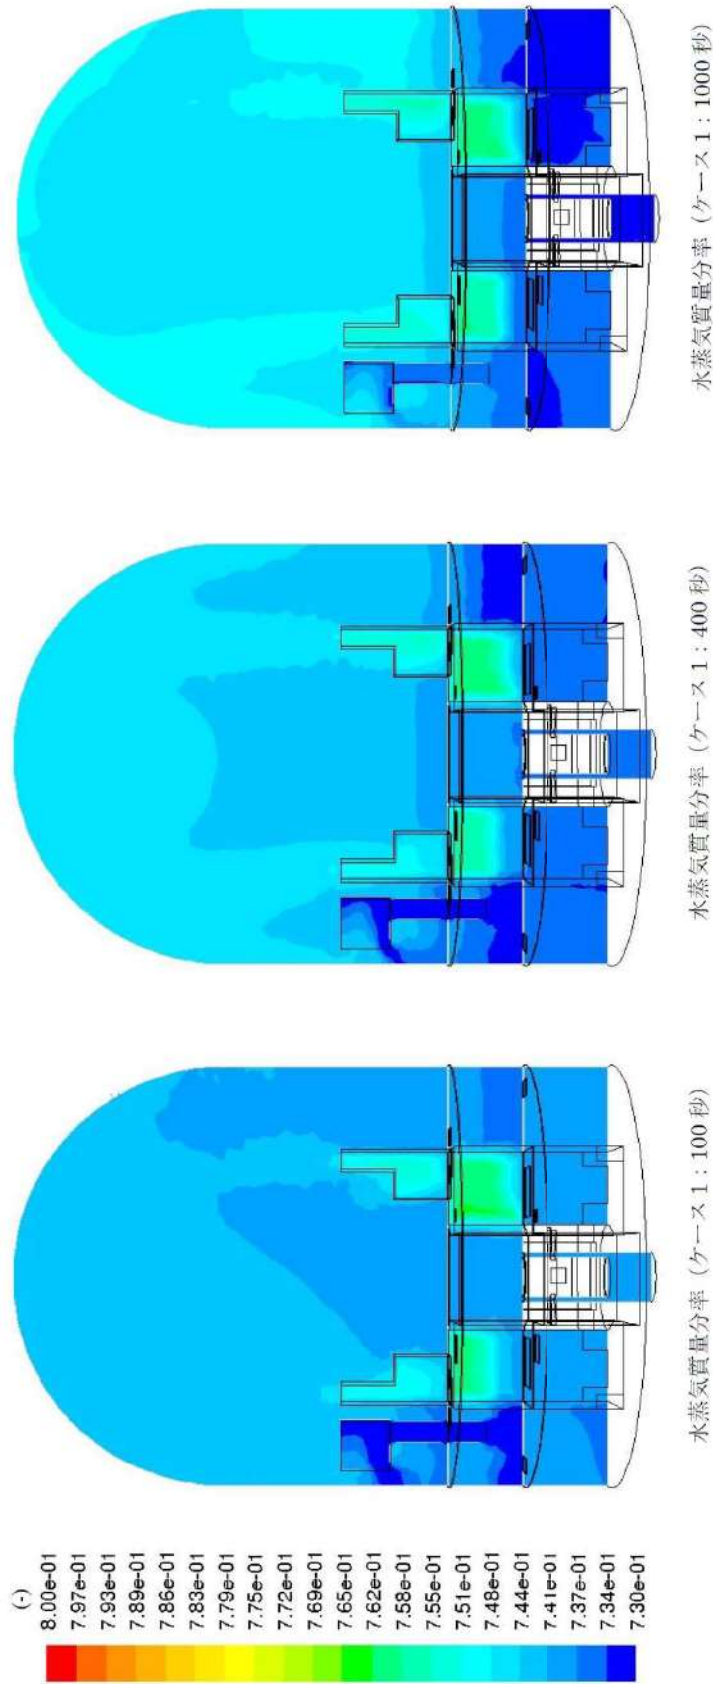 (-)
8.00e-01
7.97e-01
7.93e-01
7.89e-01
7.86e-01
7.83e-01
7.79e-01
7.75e-01
7.72e-01
7.69e-01
7.65e-01
7.62e-01
7.58e-01
7.55e-01
7.51e-01
7.48e-01
7.44e-01
7.41e-01
7.37e-01
7.34e-01
7.30e-01
水蒸気質量分率（ケース1：100秒）
水蒸気質量分率（ケース1：400秒）
水蒸気質量分率（ケース1：1000秒）